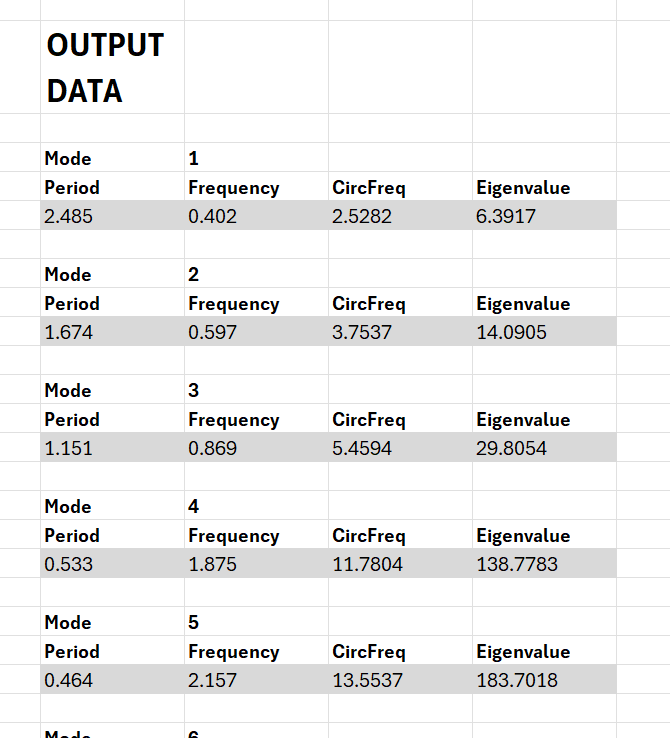 OUTPUT
DATA
Mode 1
Period Frequency CircFreq Eigenvalue
2.485 0.402 2.5282 6.3917
Mode 2
Period Frequency CircFreq Eigenvalue
1.674 0.597 3.7537 14.0905
Mode 3
Period Frequency CircFreq Eigenvalue
1.151 0.869 5.4594 29.8054
Mode 4
Period Frequency CircFreq Eigenvalue
0.533 1.875 11.7804 138.7783
Mode 5
Period Frequency CircFreq Eigenvalue
0.464 2.157 13.5537 183.7018
Mode 6